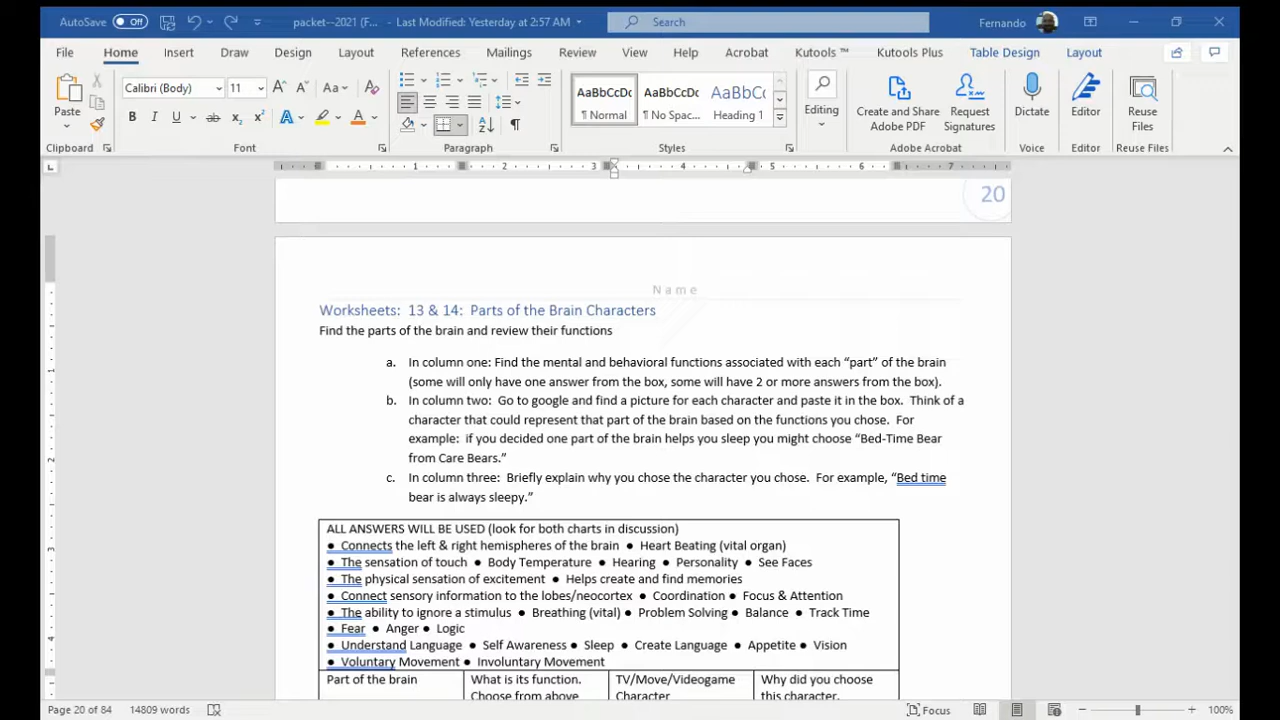 AutoSave Off packet--2021 (F... - Last Modified: Yesterday at 2:57 AM Search Fernando
File Home Insert Draw Design Layout References Mailings Review View Help Acrobat Kutools ™ Kutools Plus Table Design Layout
Calibri (Body) 11 Aa AaBbCcDc AaBbCcDc AaBbCc
Paste ¶ Normal ¶ No Spac... Heading 1 Editing Create and Share Adobe PDF Request Signatures Dictate Editor Reuse Files
Clipboard Font Paragraph Styles Adobe Acrobat Voice Editor Reuse Files
1 2 3 4 5 6 7
20
Name
Worksheets: 13 & 14: Parts of the Brain Characters
Find the parts of the brain and review their functions
a. In column one: Find the mental and behavioral functions associated with each “part” of the brain
(some will only have one answer from the box, some will have 2 or more answers from the box).
b. In column two: Go to google and find a picture for each character and paste it in the box. Think of a
character that could represent that part of the brain based on the functions you chose. For
example: if you decided one part of the brain helps you sleep you might choose “Bed-Time Bear
from Care Bears.”
c. In column three: Briefly explain why you chose the character you chose. For example, “Bed time
bear is always sleepy.”
ALL ANSWERS WILL BE USED (look for both charts in discussion)
● Connects the left & right hemispheres of the brain ● Heart Beating (vital organ)
● The sensation of touch ● Body Temperature ● Hearing ● Personality ● See Faces
● The physical sensation of excitement ● Helps create and find memories
● Connect sensory information to the lobes/neocortex ● Coordination ● Focus & Attention
● The ability to ignore a stimulus ● Breathing (vital) ● Problem Solving ● Balance ● Track Time
● Fear ● Anger ● Logic
● Understand Language ● Self Awareness ● Sleep ● Create Language ● Appetite ● Vision
● Voluntary Movement ● Involuntary Movement
Part of the brain What is its function. TV/Move/Videogame Why did you choose
Choose from above Character this character.
Page 20 of 84 14809 words Focus 100%